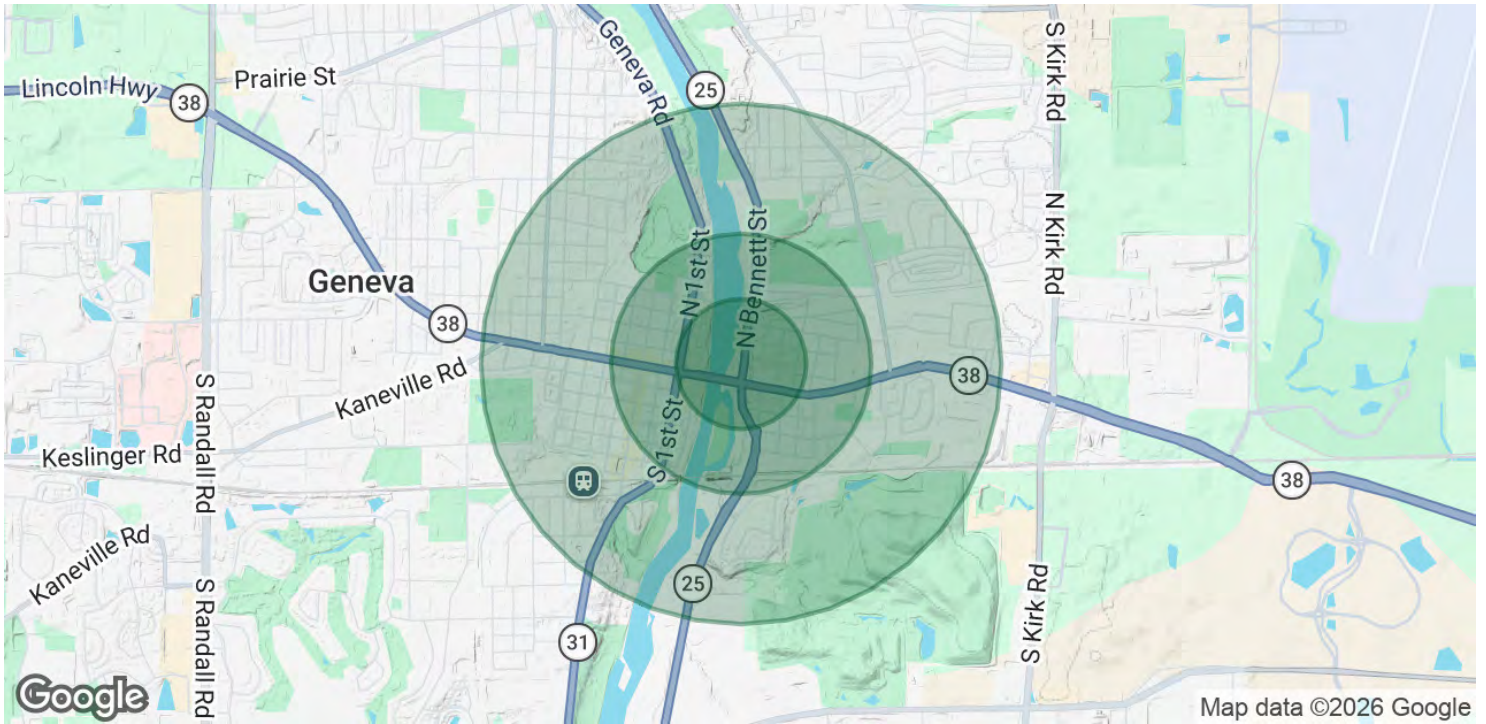 Lincoln Hwy
38
Prairie St
Geneva Rd
25
S Kirk Rd
N Kirk Rd
N 1st St
N Bennett St
Geneva
38
Kaneville Rd
38
S Randall Rd
Keslinger Rd
S 1st St
38
Kaneville Rd
S Randall Rd
25
S Kirk Rd
31
Google
Map data ©2026 Google